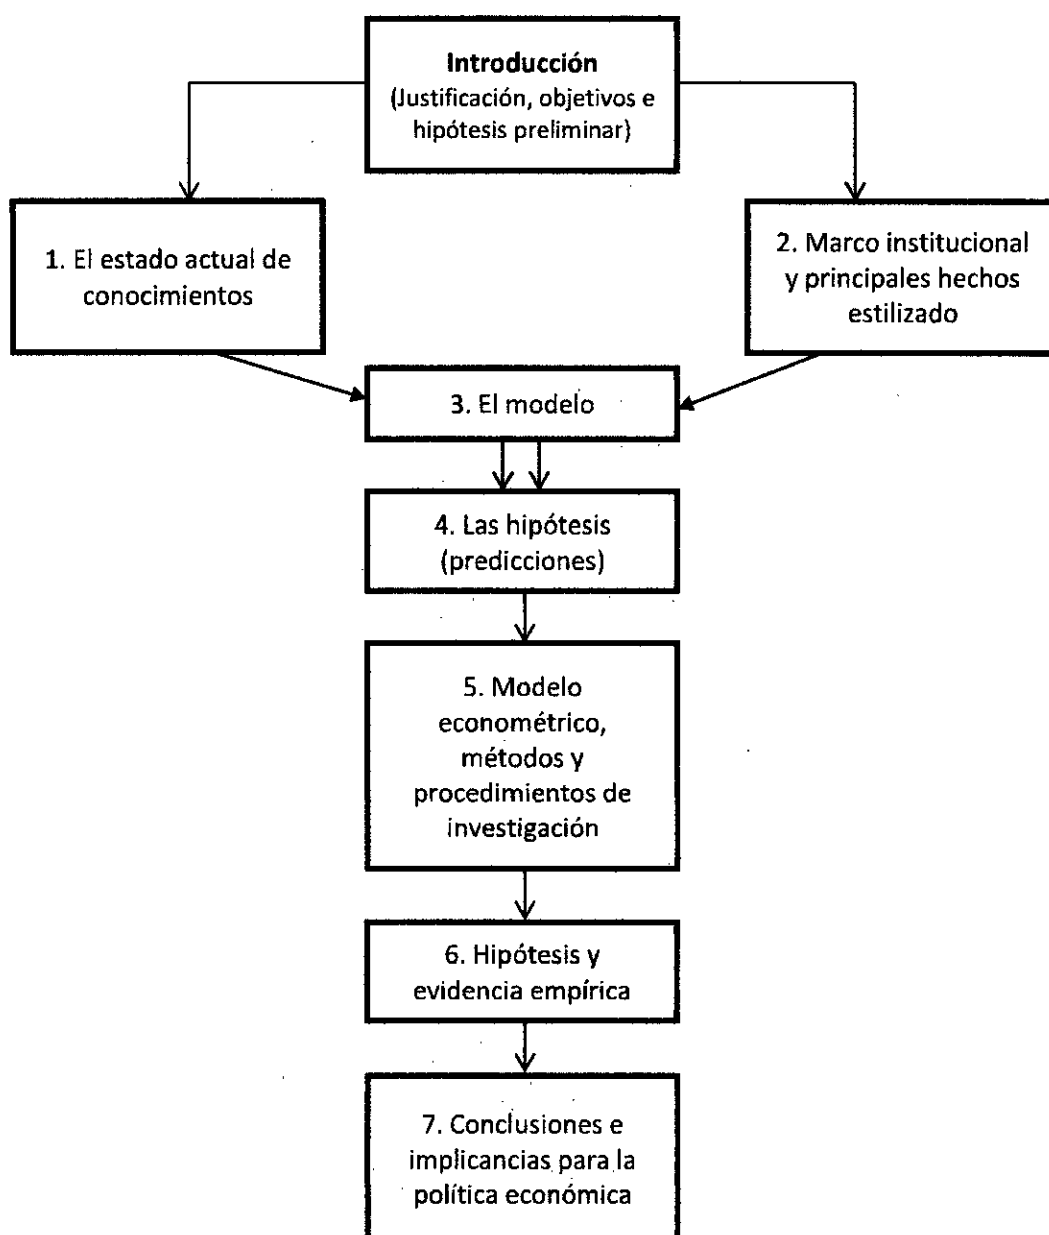 Introducción
(Justificación, objetivos e
hipótesis preliminar)
1. El estado actual de
conocimientos
2. Marco institucional
y principales hechos
estilizado
3. El modelo
4. Las hipótesis
(predicciones)
5. Modelo
econométrico,
métodos y
procedimientos de
investigación
6. Hipótesis y
evidencia empírica
7. Conclusiones e
implicancias para la
política económica